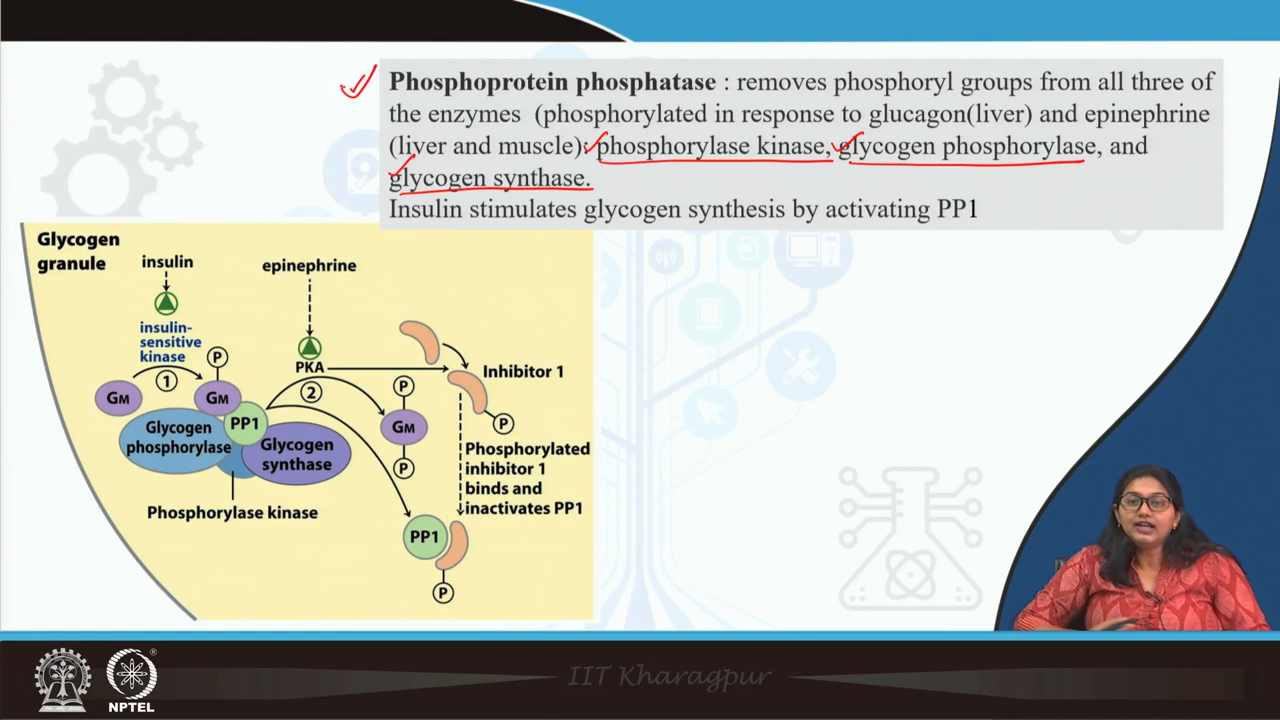 Phosphoprotein phosphatase : removes phosphoryl groups from all three of
the enzymes (phosphorylated in response to glucagon(liver) and epinephrine
(liver and muscle): phosphorylase kinase, glycogen phosphorylase, and
glycogen synthase.
Insulin stimulates glycogen synthesis by activating PP1
Glycogen
granule
insulin
epinephrine
insulin-
sensitive
kinase
P
1
GM
GM
PP1
Glycogen
phosphorylase
Glycogen
synthase
Phosphorylase kinase
PKA
2
P
GM
P
Inhibitor 1
P
Phosphorylated
inhibitor 1
binds and
inactivates PP1
PP1
P
IIT Kharagpur
NPTEL
®